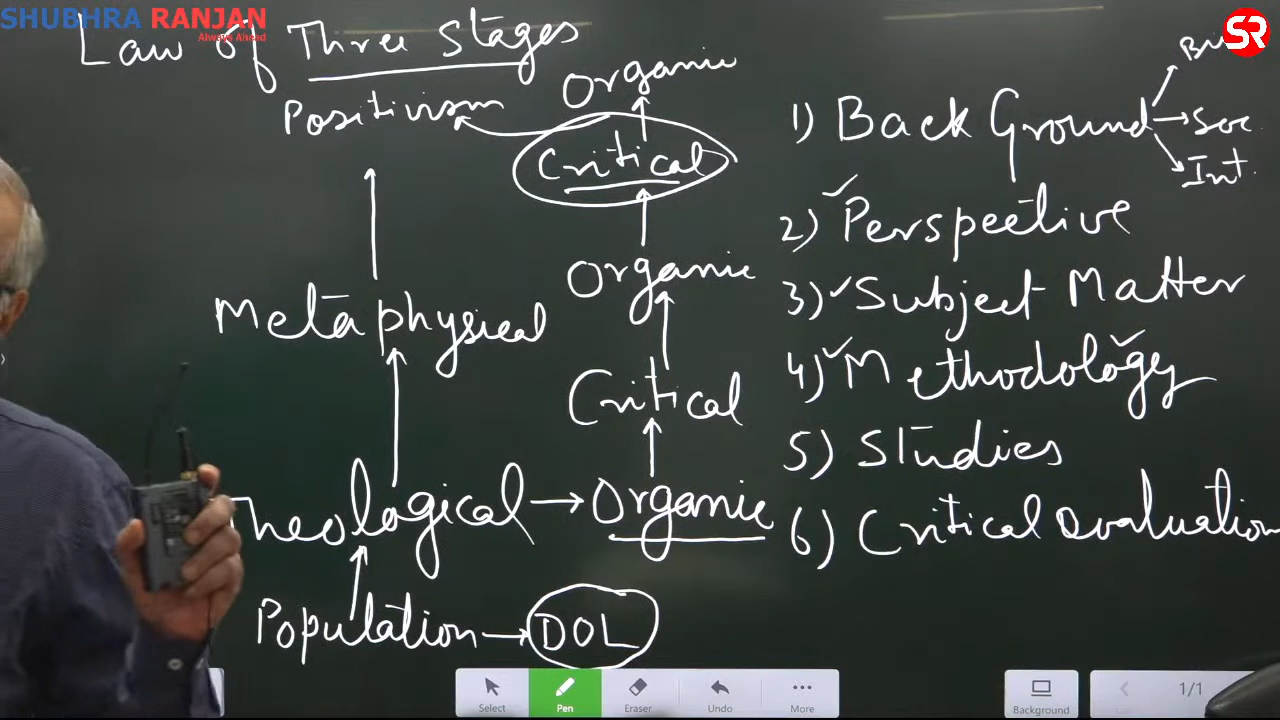 SHUBHRA RANJAN
Always Ahead
SR
Law of Three Stages
Positivism
Organic
Critical
Metaphysical
Organic
Critical
Theological → Organic
Population → DOL
1) Back Ground
→ Soc
Int.
2) Perspective
3) Subject Matter
4) Methodology
5) Studies
6) Critical Evaluation
Select
Pen
Eraser
Undo
More
Background
1/1